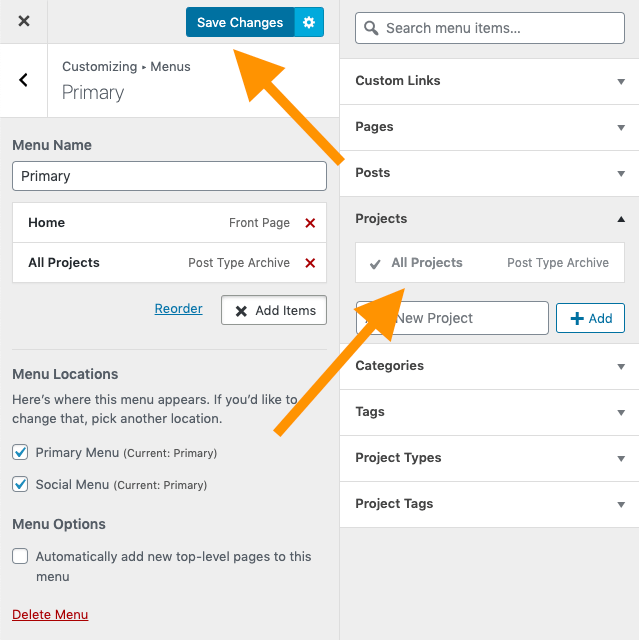 Save Changes
Customizing ▸ Menus
Primary
Menu Name
Primary
Home Front Page
All Projects Post Type Archive
Reorder Add Items
Menu Locations
Here’s where this menu appears. If you’d like to
change that, pick another location.
Primary Menu (Current: Primary)
Social Menu (Current: Primary)
Menu Options
Automatically add new top-level pages to this
menu
Delete Menu
Search menu items...
Custom Links
Pages
Posts
Projects
All Projects Post Type Archive
New Project Add
Categories
Tags
Project Types
Project Tags